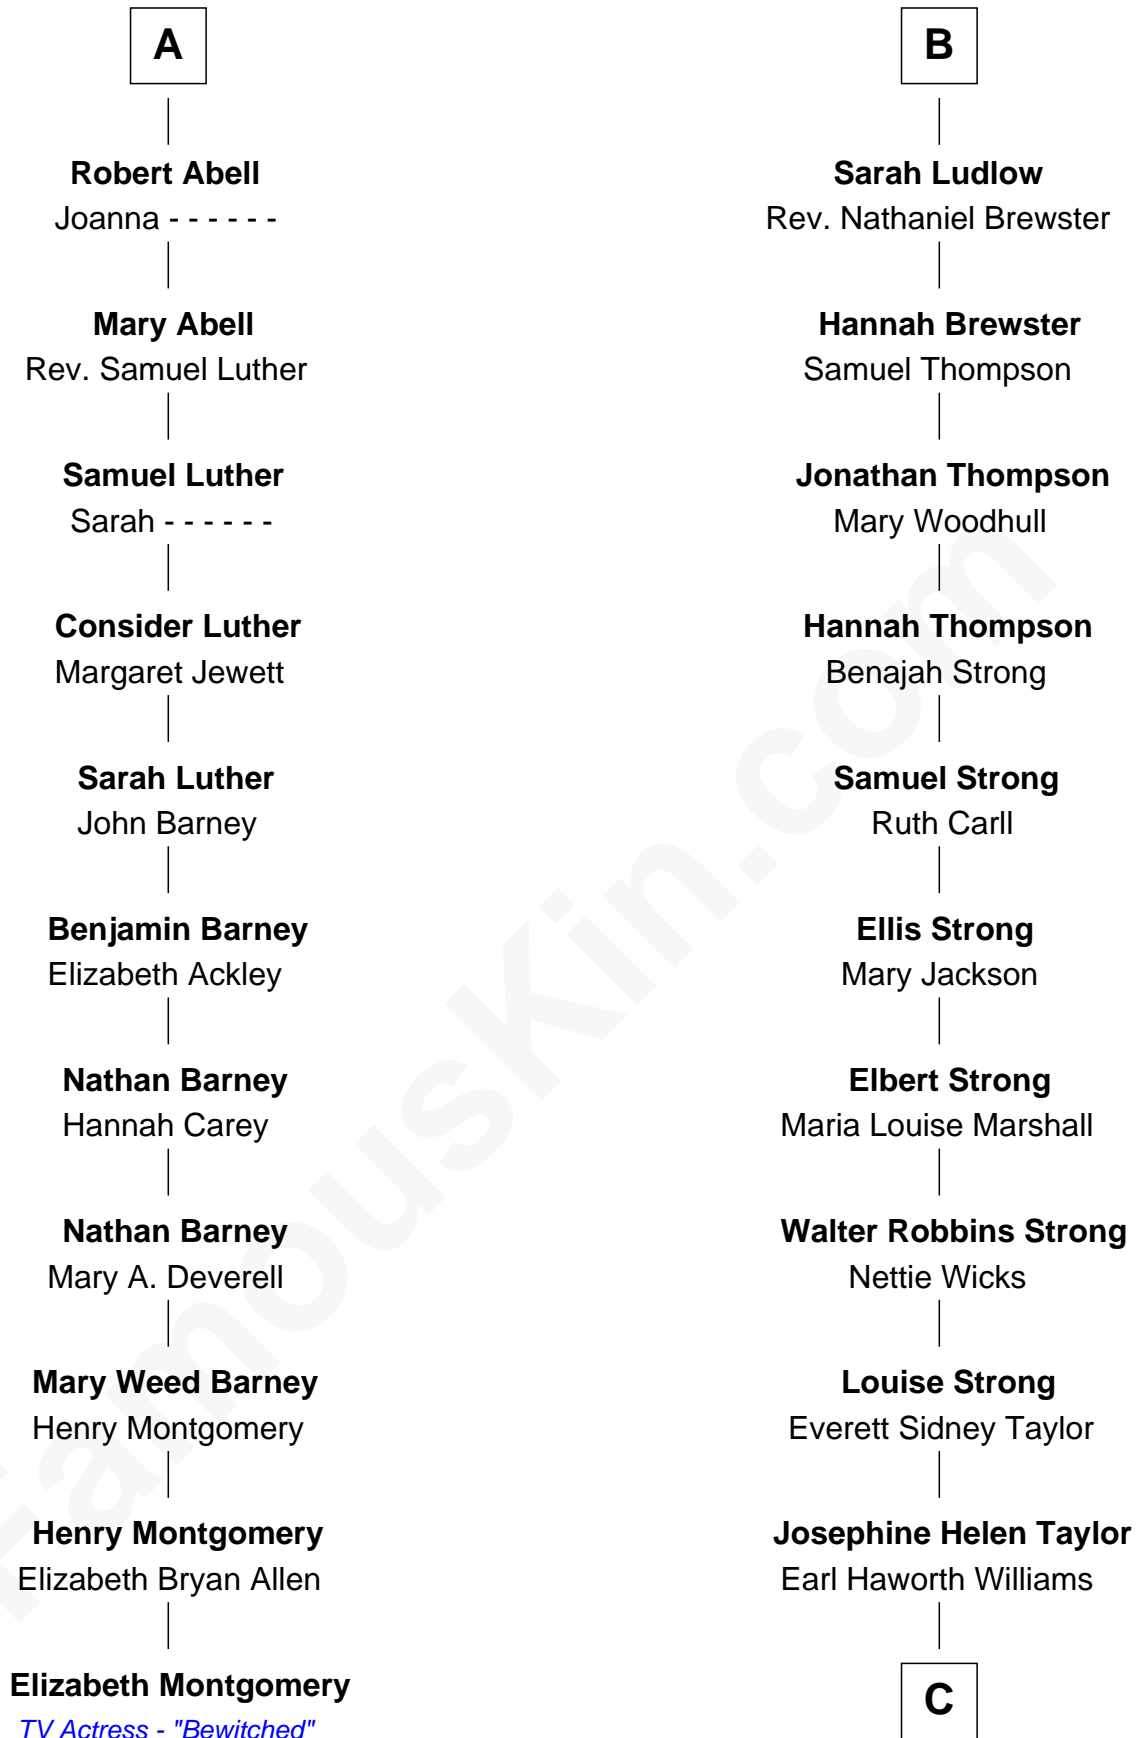 A
Robert Abell
Joanna - - - - - -
Mary Abell
Rev. Samuel Luther
Samuel Luther
Sarah - - - - - -
Consider Luther
Margaret Jewett
Sarah Luther
John Barney
Benjamin Barney
Elizabeth Ackley
Nathan Barney
Hannah Carey
Nathan Barney
Mary A. Deverell
Mary Weed Barney
Henry Montgomery
Henry Montgomery
Elizabeth Bryan Allen
Elizabeth Montgomery
TV Actress - "Bewitched"
B
Sarah Ludlow
Rev. Nathaniel Brewster
Hannah Brewster
Samuel Thompson
Jonathan Thompson
Mary Woodhull
Hannah Thompson
Benajah Strong
Samuel Strong
Ruth Carll
Ellis Strong
Mary Jackson
Elbert Strong
Maria Louise Marshall
Walter Robbins Strong
Nettie Wicks
Louise Strong
Everett Sidney Taylor
Josephine Helen Taylor
Earl Haworth Williams
C
FamousKin.com